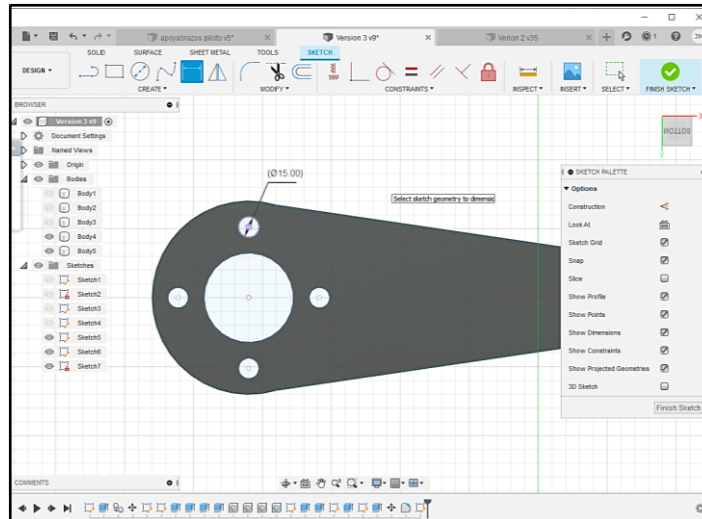 apoyabrazos piloto v5*
Version 3 v9*
Verion 2 v35
1
DESIGN
SOLID
SURFACE
SHEET METAL
TOOLS
SKETCH
CREATE
MODIFY
CONSTRAINTS
INSPECT
INSERT
SELECT
FINISH SKETCH
BROWSER
Version 3 v9
Document Settings
Named Views
Origin
Bodies
Body1
Body2
Body3
Body4
Body5
Sketches
Sketch1
Sketch2
Sketch3
Sketch4
Sketch5
Sketch6
Sketch7
(Ø15.00)
Select sketch geometry to dimensic
BOTTOM
X
SKETCH PALETTE
Options
Construction
Look At
Sketch Grid
Snap
Slice
Show Profile
Show Points
Show Dimensions
Show Constraints
Show Projected Geometries
3D Sketch
Finish Sketch
COMMENTS